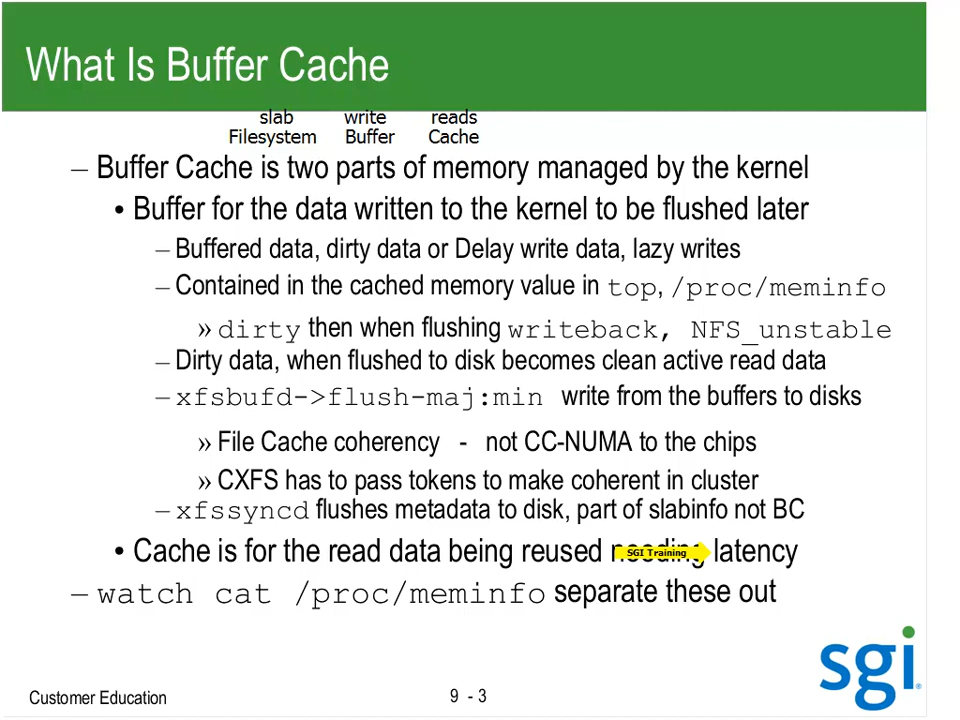 What Is Buffer Cache
slab write reads
Filesystem Buffer Cache
– Buffer Cache is two parts of memory managed by the kernel
• Buffer for the data written to the kernel to be flushed later
– Buffered data, dirty data or Delay write data, lazy writes
– Contained in the cached memory value in top, /proc/meminfo
» dirty then when flushing writeback, NFS_unstable
– Dirty data, when flushed to disk becomes clean active read data
– xfsbufd->flush-maj:min write from the buffers to disks
» File Cache coherency - not CC-NUMA to the chips
» CXFS has to pass tokens to make coherent in cluster
– xfssyncd flushes metadata to disk, part of slabinfo not BC
• Cache is for the read data being reused needing latency
SGI Training
– watch cat /proc/meminfo separate these out
sgi®
Customer Education
9 - 3